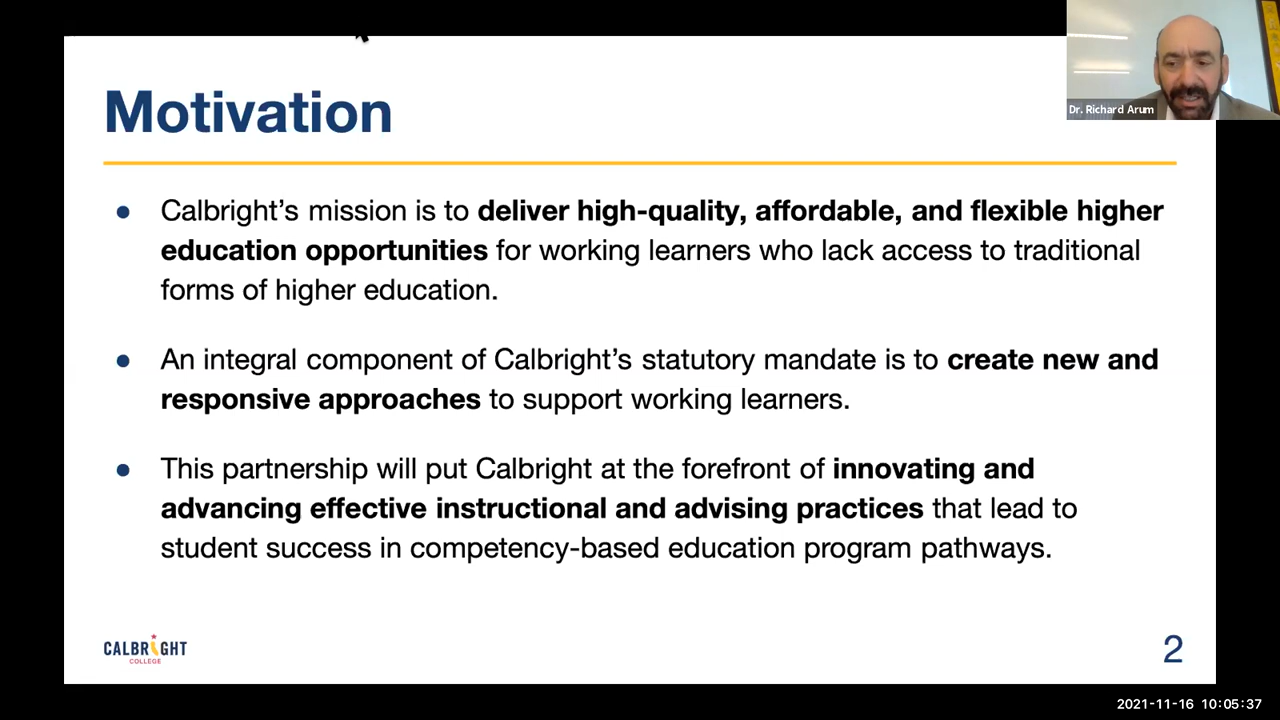 Dr. Richard Arum
Motivation
● Calbright’s mission is to deliver high-quality, affordable, and flexible higher
education opportunities for working learners who lack access to traditional
forms of higher education.
● An integral component of Calbright’s statutory mandate is to create new and
responsive approaches to support working learners.
● This partnership will put Calbright at the forefront of innovating and
advancing effective instructional and advising practices that lead to
student success in competency-based education program pathways.
CALBRIGHT
COLLEGE
2
2021-11-16 10:05:37